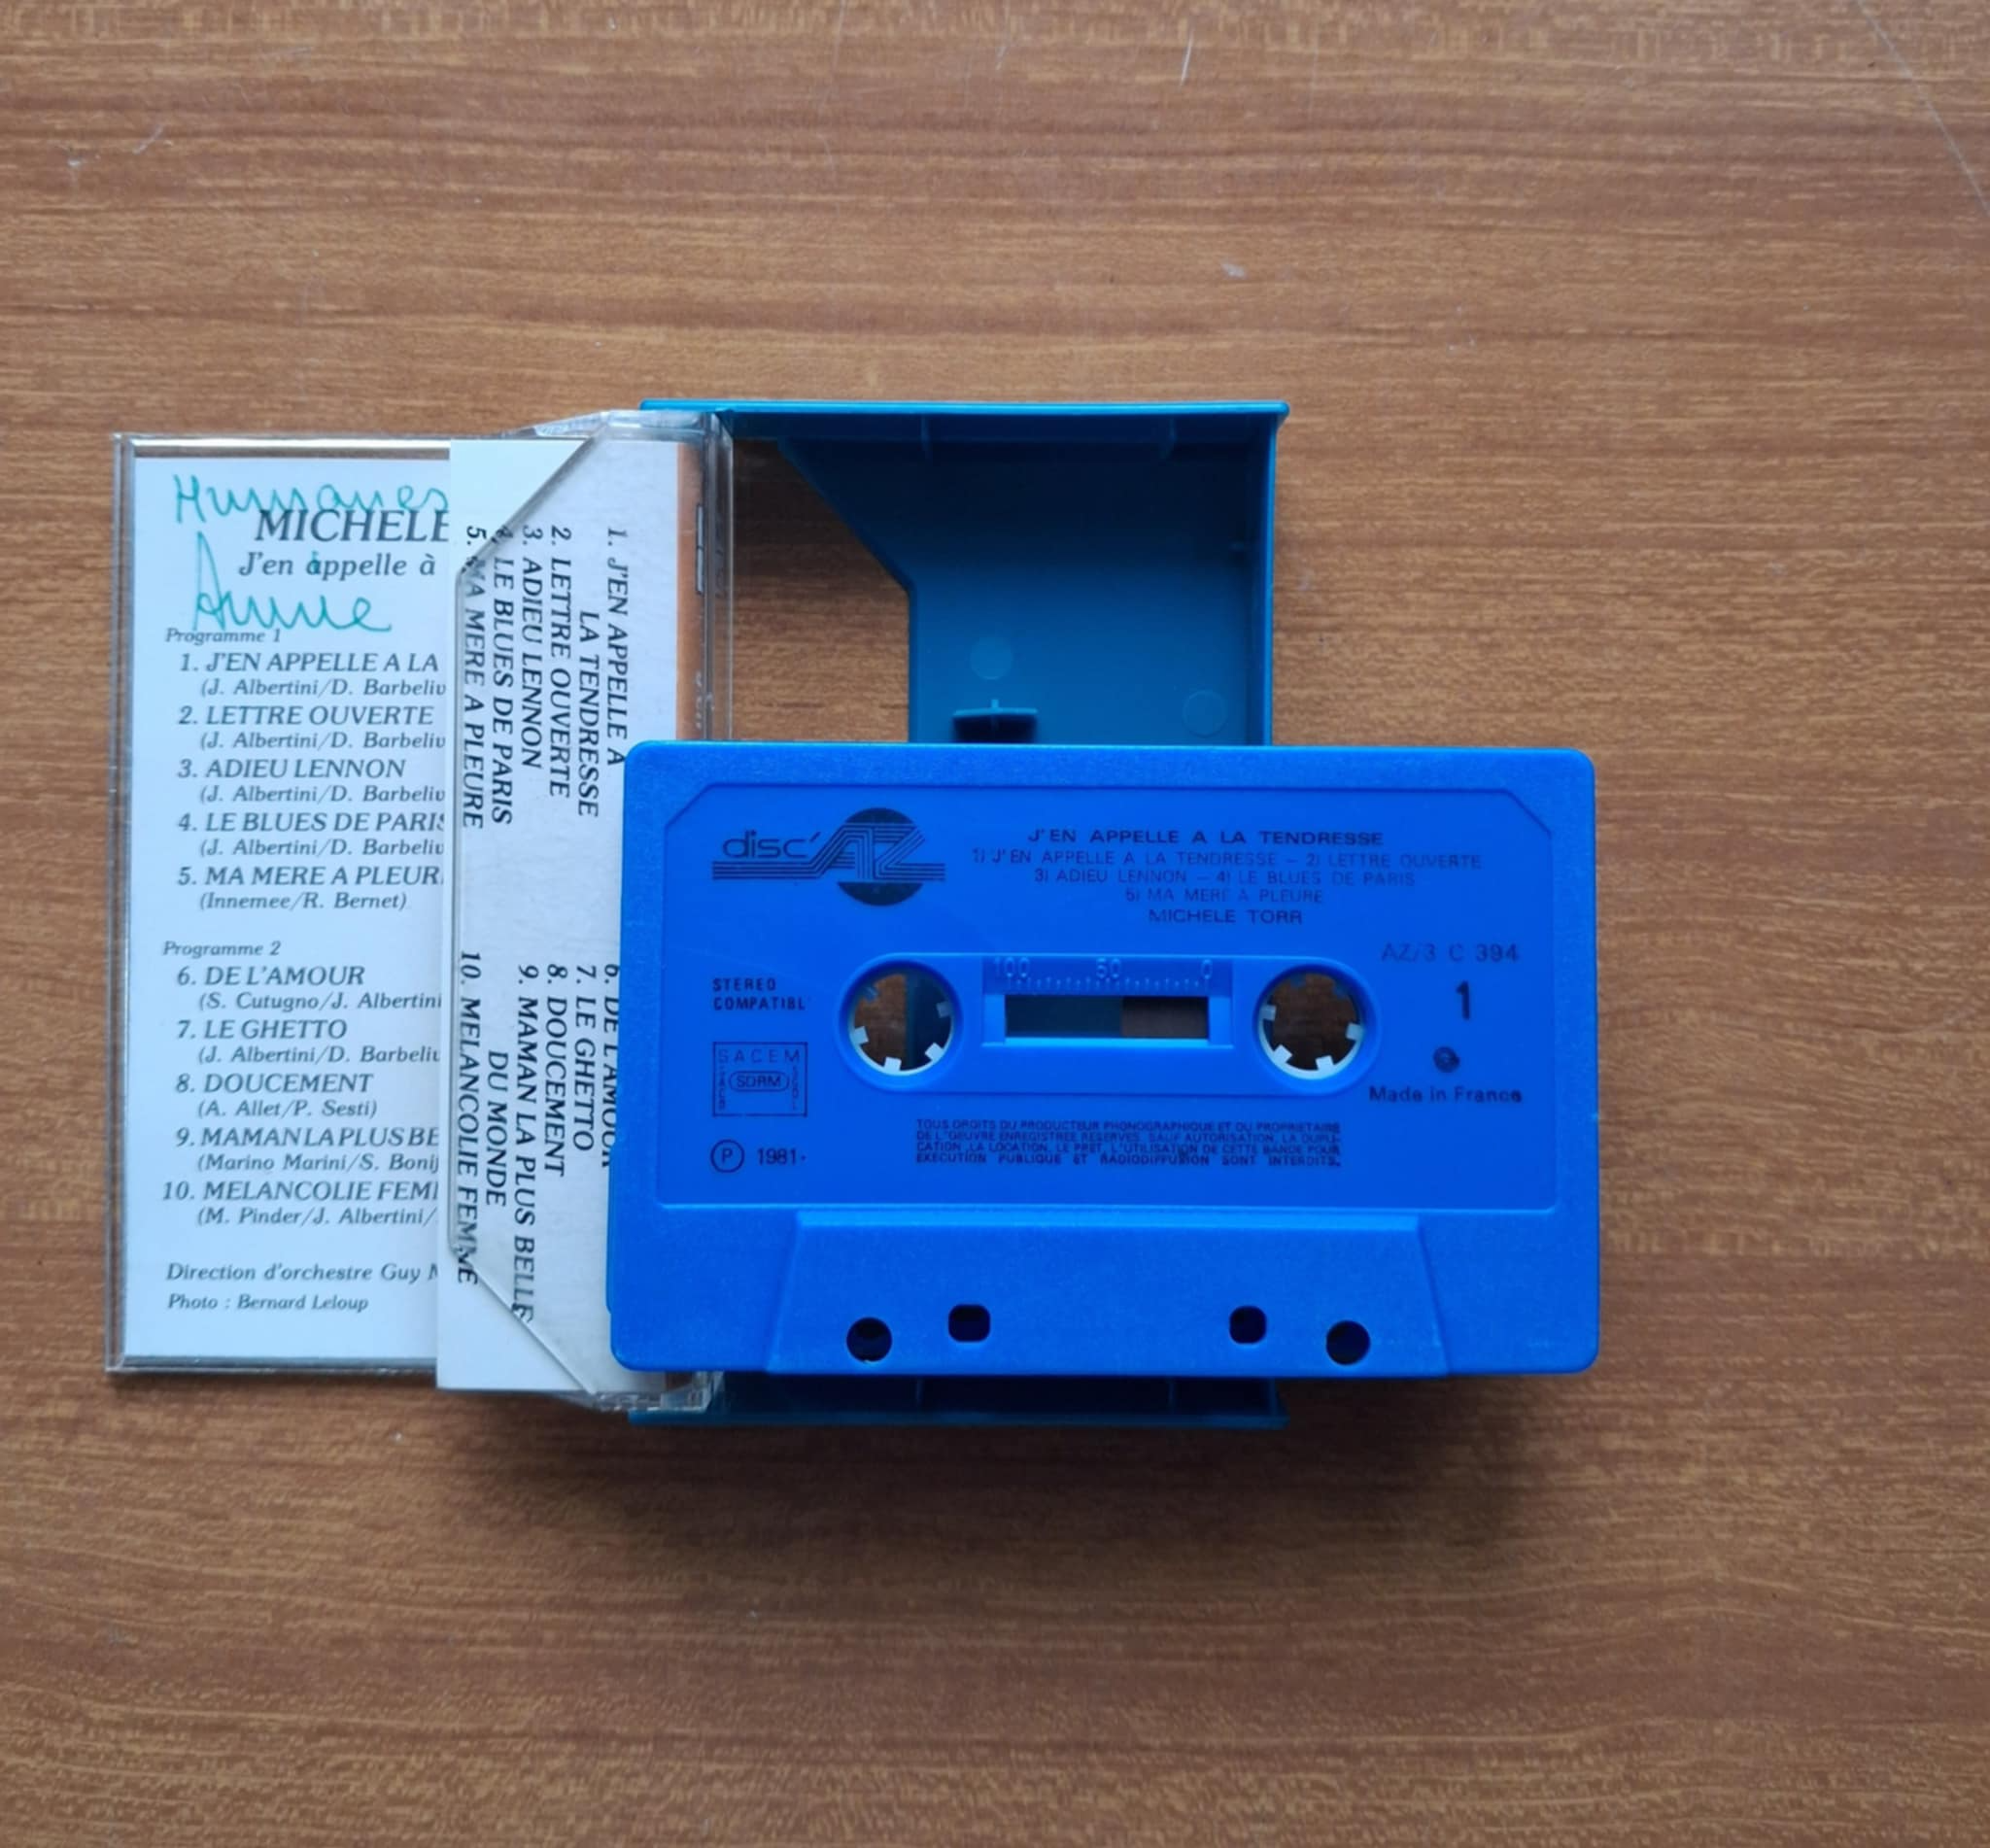 Humanes
MICHELE
J'en appelle à
Anne
Programme 1
1. J'EN APPELLE A LA
(J. Albertini/D. Barbeliv
2. LETTRE OUVERTE
(J. Albertini/D. Barbeliv
3. ADIEU LENNON
(J. Albertini/D. Barbeliv
4. LE BLUES DE PARIS
(J. Albertini/D. Barbeliv
5. MA MERE A PLEUR
(Innemee/R. Bernet)
Programme 2
6. DE L'AMOUR
(S. Cutugno/J. Albertini
7. LE GHETTO
(J. Albertini/D. Barbeliv
8. DOUCEMENT
(A. Allet/P. Sesti)
9. MAMAN LA PLUS BE
(Marino Marini/S. Bonif
10. MELANCOLIE FEM
(M. Pinder/J. Albertini/
Direction d'orchestre Guy
Photo : Bernard Leloup
1. J'EN APPELLE A
LA TENDRESSE
2. LETTRE OUVERTE
3. ADIEU LENNON
4. LE BLUES DE PARIS
5. MA MERE A PLEURE
6. DE L'AMOUR
7. LE GHETTO
8. DOUCEMENT
9. MAMAN LA PLUS BELLE
DU MONDE
10. MELANCOLIE FEMME
disc'AZ
J'EN APPELLE A LA TENDRESSE
1) J'EN APPELLE A LA TENDRESSE – 2) LETTRE OUVERTE
3) ADIEU LENNON – 4) LE BLUES DE PARIS
5) MA MERE A PLEURE
MICHELE TORR
AZ/3 C 394
1
Made in France
STEREO
COMPATIBL
100 50 0
SACEM
SDRM
P 1981
TOUS DROITS DU PRODUCTEUR PHONOGRAPHIQUE ET DU PROPRIETAIRE
DE L'OEUVRE ENREGISTREE RESERVES. SAUF AUTORISATION, LA DUPLI-
CATION, LA LOCATION, LE PRET, L'UTILISATION DE CETTE BANDE POUR
EXECUTION PUBLIQUE ET RADIODIFFUSION SONT INTERDITS.